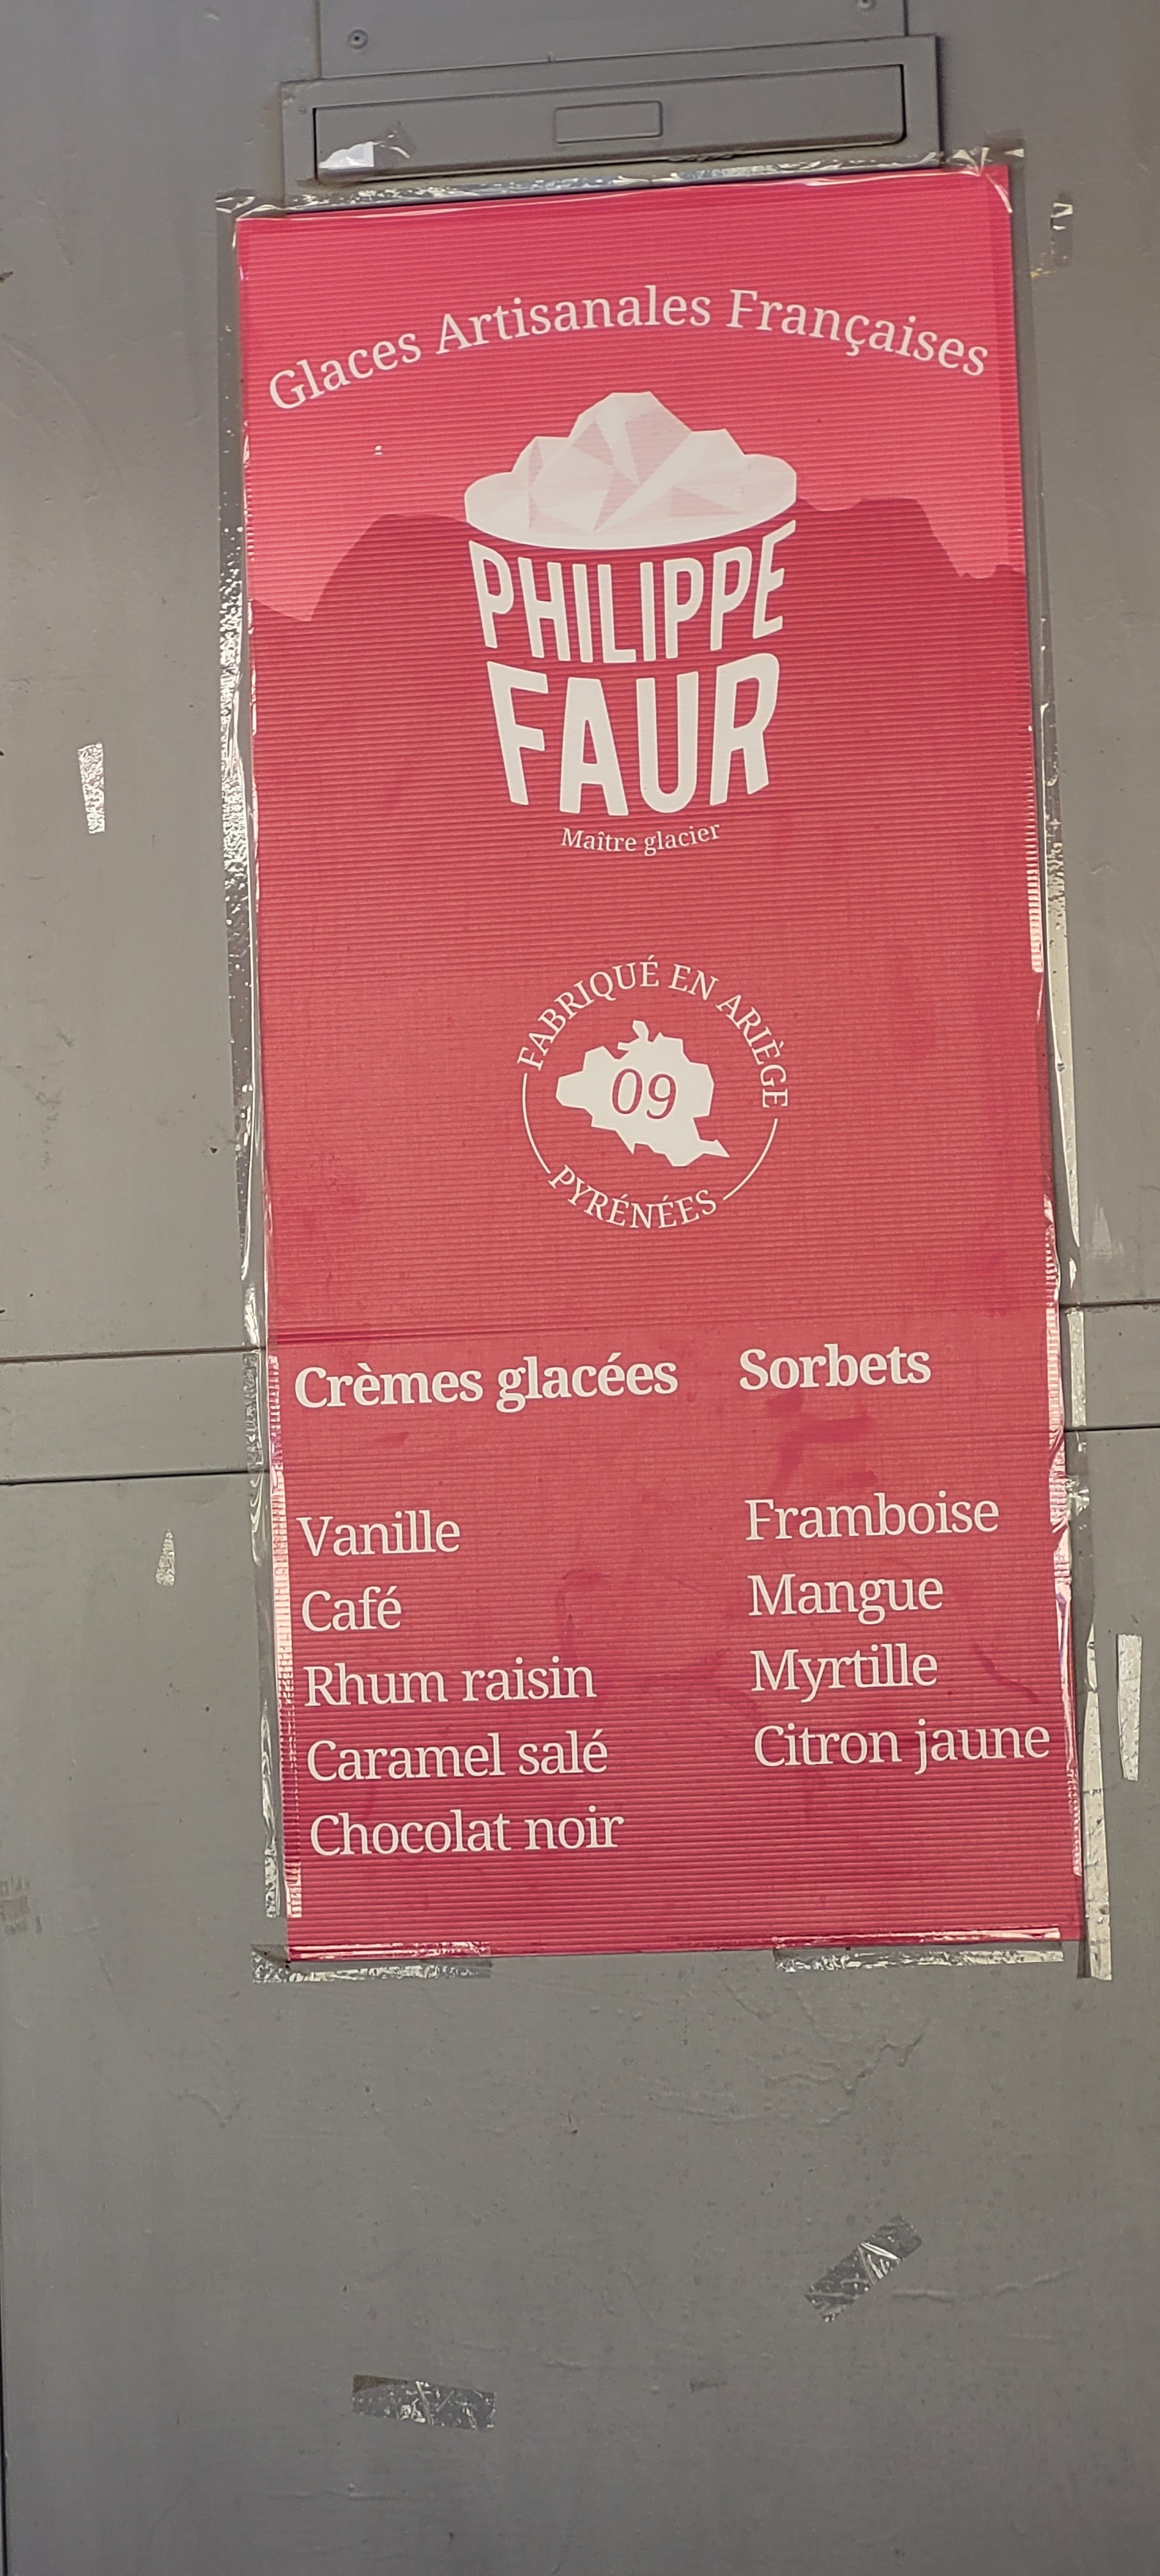 Glaces Artisanales Françaises
PHILIPPE
FAUR
Maître glacier
FABRIQUÉ EN ARIÈGE
09
PYRÉNÉES
Crèmes glacées
Vanille
Café
Rhum raisin
Caramel salé
Chocolat noir
Sorbets
Framboise
Mangue
Myrtille
Citron jaune